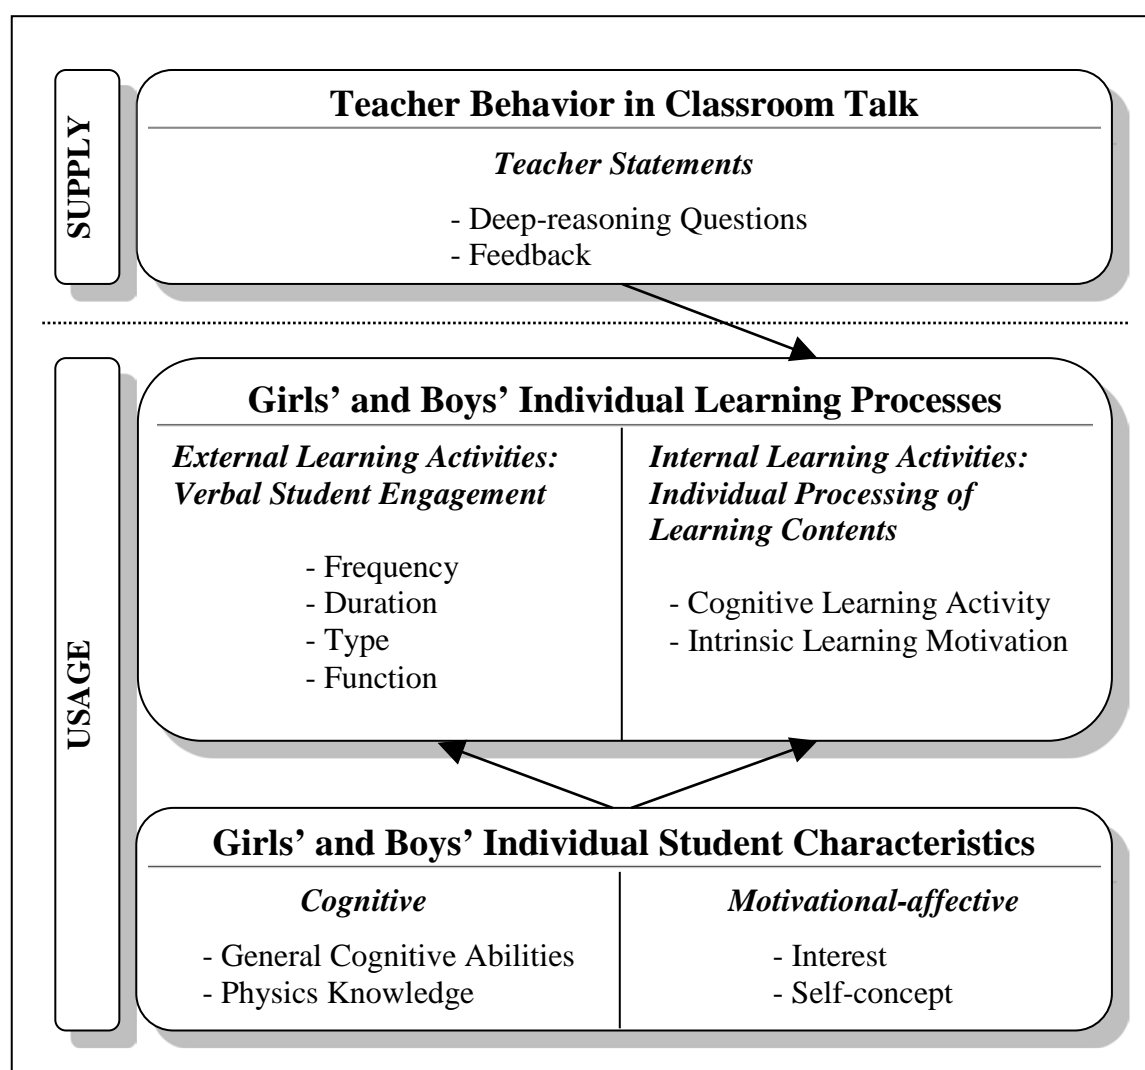 SUPPLY
Teacher Behavior in Classroom Talk
Teacher Statements
- Deep-reasoning Questions
- Feedback
USAGE
Girls’ and Boys’ Individual Learning Processes
External Learning Activities:
Verbal Student Engagement
- Frequency
- Duration
- Type
- Function
Internal Learning Activities:
Individual Processing of
Learning Contents
- Cognitive Learning Activity
- Intrinsic Learning Motivation
Girls’ and Boys’ Individual Student Characteristics
Cognitive
- General Cognitive Abilities
- Physics Knowledge
Motivational-affective
- Interest
- Self-concept